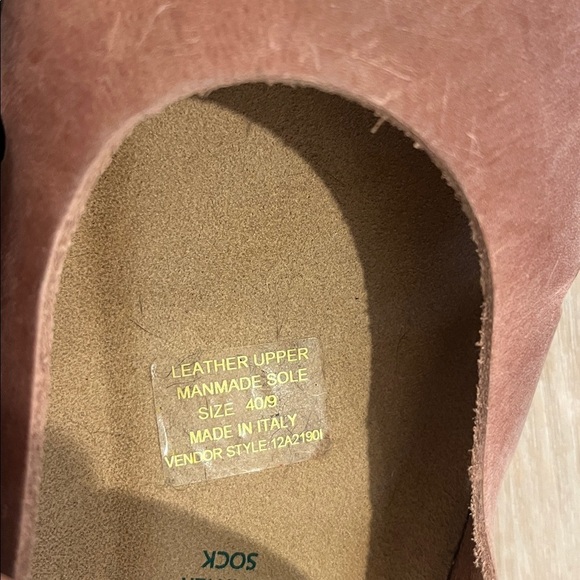 LEATHER UPPER
MANMADE SOLE
SIZE 40/9
MADE IN ITALY
VENDOR STYLE:12A2190I
SOCK